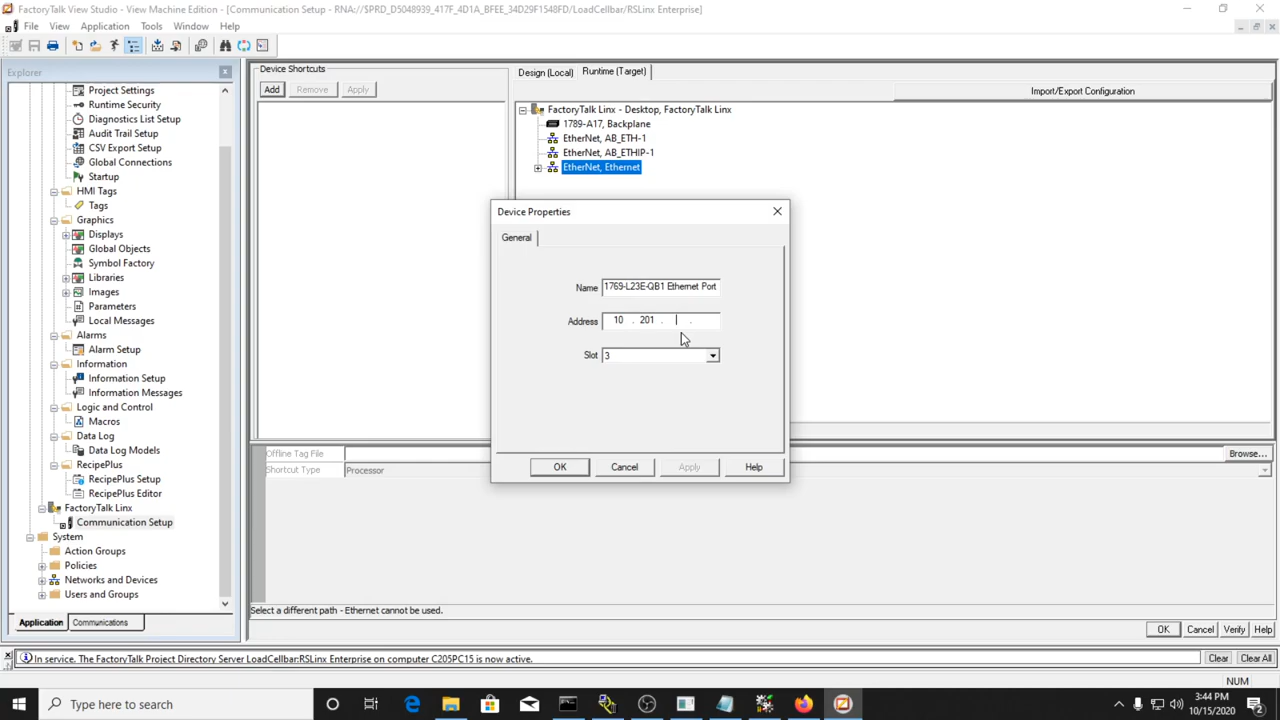 FactoryTalk View Studio - View Machine Edition - [Communication Setup - RNA://$PRD_D5048939_417F_4D1A_BFEE_34D29F1548FD/LoadCellbar/RSLinx Enterprise]
File View Application Tools Window Help
Explorer
Project Settings
Runtime Security
Diagnostics List Setup
Audit Trail Setup
CSV Export Setup
Global Connections
Startup
HMI Tags
Tags
Graphics
Displays
Global Objects
Symbol Factory
Libraries
Images
Parameters
Local Messages
Alarms
Alarm Setup
Information
Information Setup
Information Messages
Logic and Control
Macros
Data Log
Data Log Models
RecipePlus
RecipePlus Setup
RecipePlus Editor
FactoryTalk Linx
Communication Setup
System
Action Groups
Policies
Networks and Devices
Users and Groups
Application Communications
Device Shortcuts
Add Remove Apply
Design (Local) Runtime (Target)
Import/Export Configuration
FactoryTalk Linx - Desktop, FactoryTalk Linx
1789-A17, Backplane
EtherNet, AB_ETH-1
EtherNet, AB_ETHIP-1
EtherNet, Ethernet
Device Properties
General
Name 1769-L23E-QB1 Ethernet Port
Address 10 . 201 . .
Slot 3
OK Cancel Apply Help
Offline Tag File Browse...
Shortcut Type Processor
Select a different path - Ethernet cannot be used.
OK Cancel Verify Help
In service. The FactoryTalk Project Directory Server LoadCellbar:RSLinx Enterprise on computer C205PC15 is now active.
Clear Clear All
NUM
Type here to search
3:44 PM
10/15/2020
2